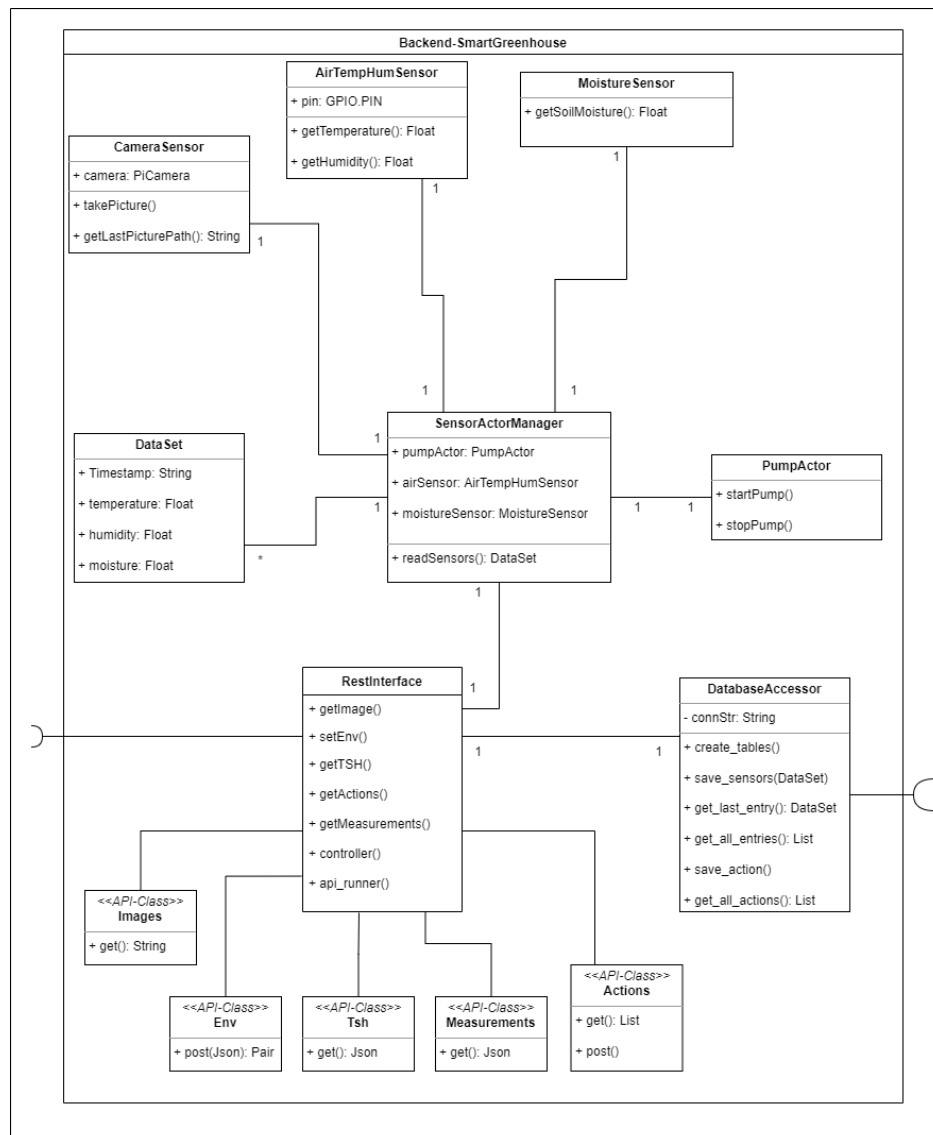 Backend-SmartGreenhouse
AirTempHumSensor
+ pin: GPIO.PIN
+ getTemperature(): Float
+ getHumidity(): Float
1
MoistureSensor
+ getSoilMoisture(): Float
1
CameraSensor
+ camera: PiCamera
+ takePicture()
+ getLastPicturePath(): String
1
1
1
1
SensorActorManager
+ pumpActor: PumpActor
+ airSensor: AirTempHumSensor
+ moistureSensor: MoistureSensor
+ readSensors(): DataSet
DataSet
+ Timestamp: String
+ temperature: Float
+ humidity: Float
+ moisture: Float
1
*
1
1
PumpActor
+ startPump()
+ stopPump()
1
1
RestInterface
+ getImage()
+ setEnv()
+ getTSH()
+ getActions()
+ getMeasurements()
+ controller()
+ api_runner()
1
1
DatabaseAccessor
- connStr: String
+ create_tables()
+ save_sensors(DataSet)
+ get_last_entry(): DataSet
+ get_all_entries(): List
+ save_action()
+ get_all_actions(): List
<<API-Class>>
Images
+ get(): String
<<API-Class>>
Env
+ post(Json): Pair
<<API-Class>>
Tsh
+ get(): Json
<<API-Class>>
Measurements
+ get(): Json
<<API-Class>>
Actions
+ get(): List
+ post()